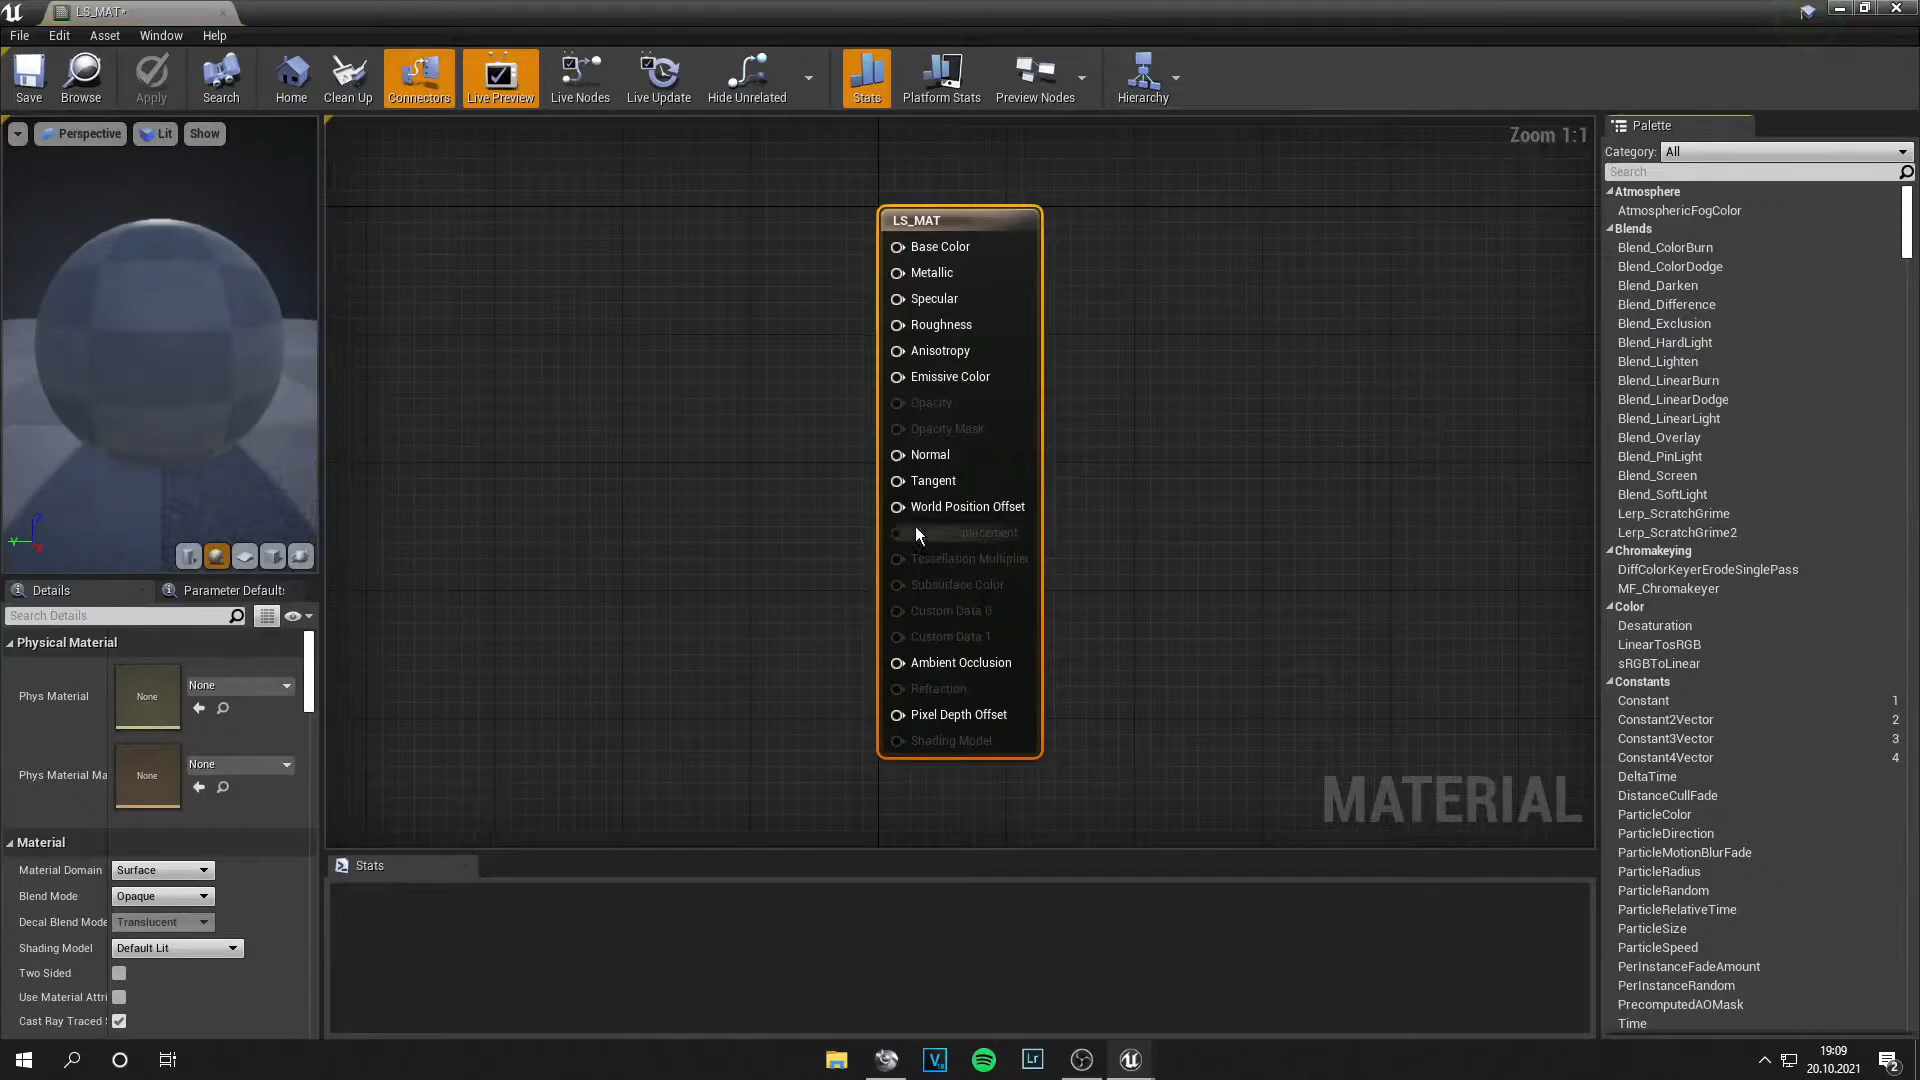 LS_MAT*
File Edit Asset Window Help
Save Browse Apply Search Home Clean Up Connectors Live Preview Live Nodes Live Update Hide Unrelated Stats Platform Stats Preview Nodes Hierarchy
Perspective Lit Show
Zoom 1:1
LS_MAT
Base Color
Metallic
Specular
Roughness
Anisotropy
Emissive Color
Opacity
Opacity Mask
Normal
Tangent
World Position Offset
placement
Tessellation Multiplier
Subsurface Color
Custom Data 0
Custom Data 1
Ambient Occlusion
Refraction
Pixel Depth Offset
Shading Model
MATERIAL
Details Parameter Defaults
Search Details
Physical Material
Phys Material None None
Phys Material Ma None None
Material
Material Domain Surface
Blend Mode Opaque
Decal Blend Mode Translucent
Shading Model Default Lit
Two Sided
Use Material Attri
Cast Ray Traced
Stats
Palette
Category: All
Search
Atmosphere
AtmosphericFogColor
Blends
Blend_ColorBurn
Blend_ColorDodge
Blend_Darken
Blend_Difference
Blend_Exclusion
Blend_HardLight
Blend_Lighten
Blend_LinearBurn
Blend_LinearDodge
Blend_LinearLight
Blend_Overlay
Blend_PinLight
Blend_Screen
Blend_SoftLight
Lerp_ScratchGrime
Lerp_ScratchGrime2
Chromakeying
DiffColorKeyerErodeSinglePass
MF_Chromakeyer
Color
Desaturation
LinearTosRGB
sRGBToLinear
Constants
Constant 1
Constant2Vector 2
Constant3Vector 3
Constant4Vector 4
DeltaTime
DistanceCullFade
ParticleColor
ParticleDirection
ParticleMotionBlurFade
ParticleRadius
ParticleRandom
ParticleRelativeTime
ParticleSize
ParticleSpeed
PerInstanceFadeAmount
PerInstanceRandom
PrecomputedAOMask
Time
V
Lr
19:09
20.10.2021
2